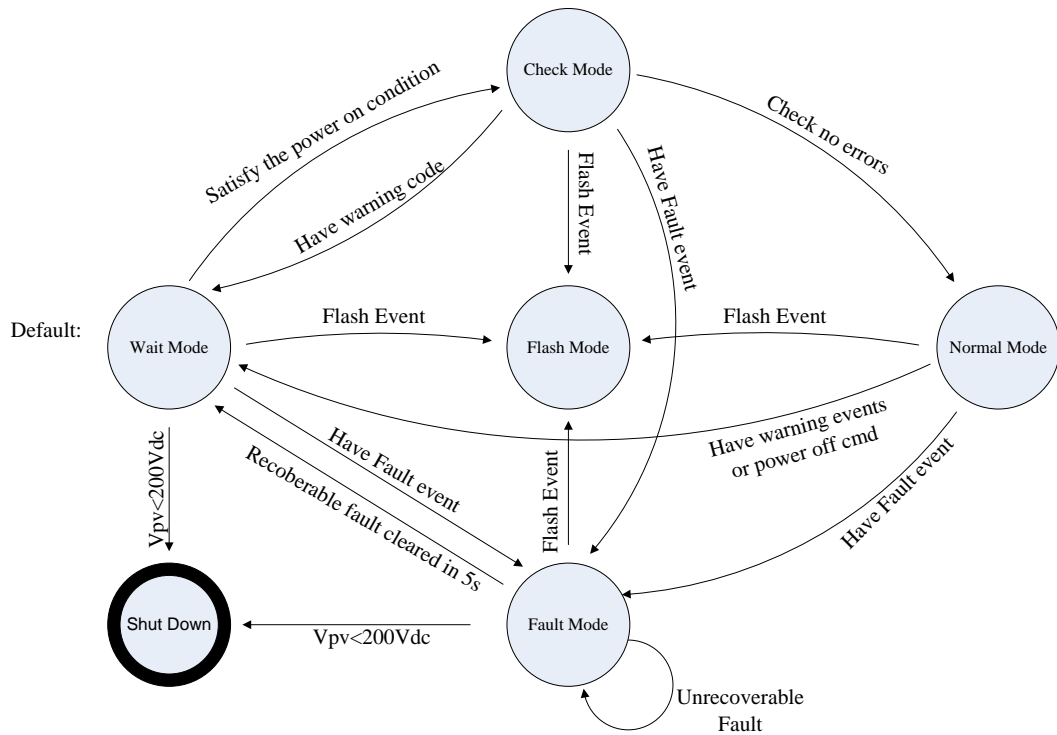 Check Mode
Satisfy the power on condition
Have warning code
Flash Event
Have Fault event
Check no errors
Default:
Wait Mode
Flash Event
Flash Mode
Flash Event
Normal Mode
Have warning events
or power off cmd
Have Fault event
Recoberable fault cleared in 5s
Flash Event
Have Fault event
Vpv<200Vdc
Shut Down
Vpv<200Vdc
Fault Mode
Unrecoverable
Fault